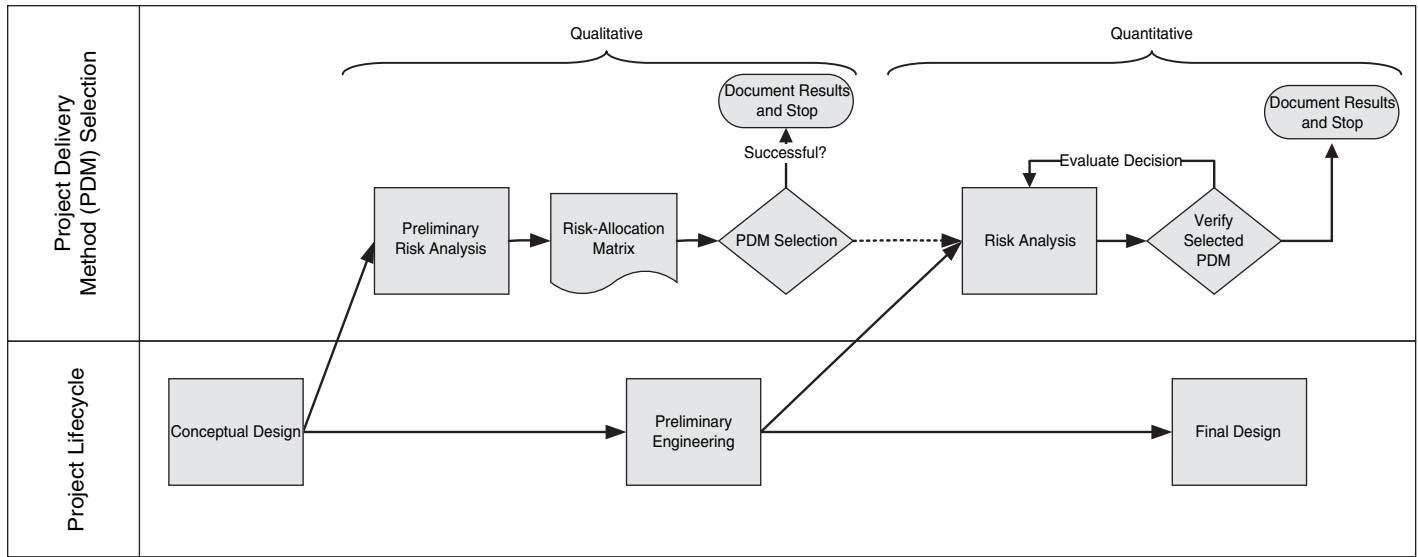 Project Delivery
Method (PDM) Selection
Qualitative
Quantitative
Document Results
and Stop
Successful?
Preliminary
Risk Analysis
Risk-Allocation
Matrix
PDM Selection
Document Results
and Stop
Evaluate Decision
Risk Analysis
Verify
Selected
PDM
Project Lifecycle
Conceptual Design
Preliminary
Engineering
Final Design